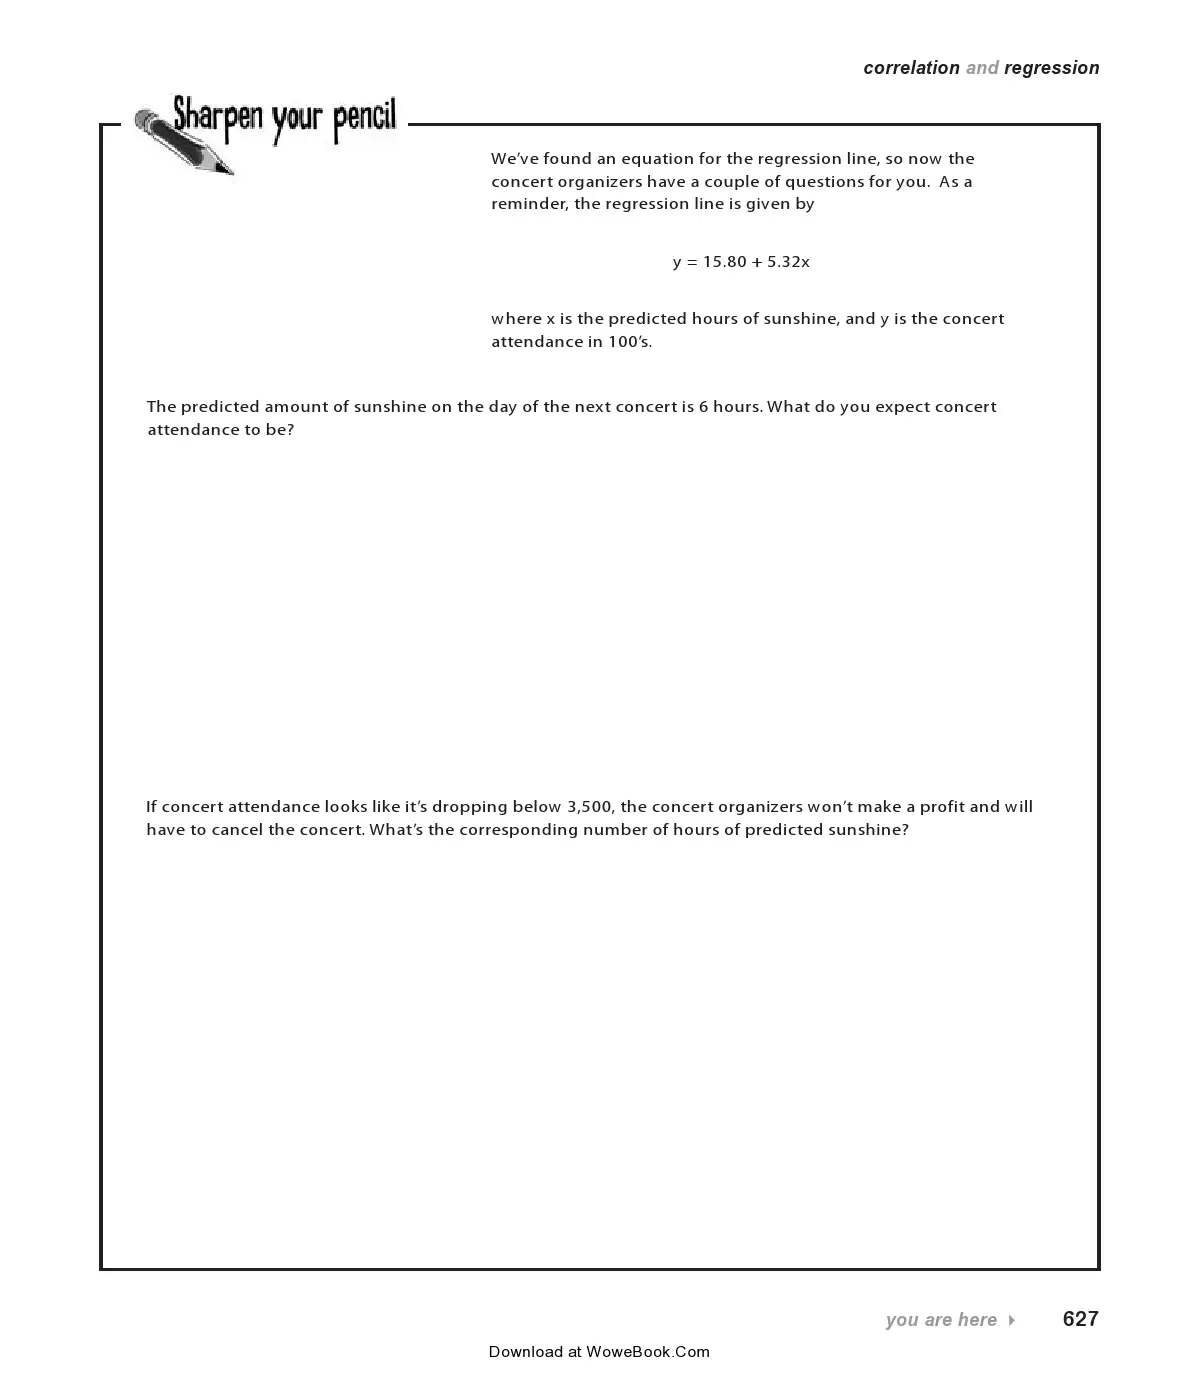 correlation and regression
Sharpen your pencil
We’ve found an equation for the regression line, so now the
concert organizers have a couple of questions for you.  As a
reminder, the regression line is given by
y = 15.80 + 5.32x
where x is the predicted hours of sunshine, and y is the concert
attendance in 100’s.
The predicted amount of sunshine on the day of the next concert is 6 hours. What do you expect concert
attendance to be?
If concert attendance looks like it’s dropping below 3,500, the concert organizers won’t make a profit and will
have to cancel the concert. What’s the corresponding number of hours of predicted sunshine?
you are here ▸ 627
Download at WoweBook.Com